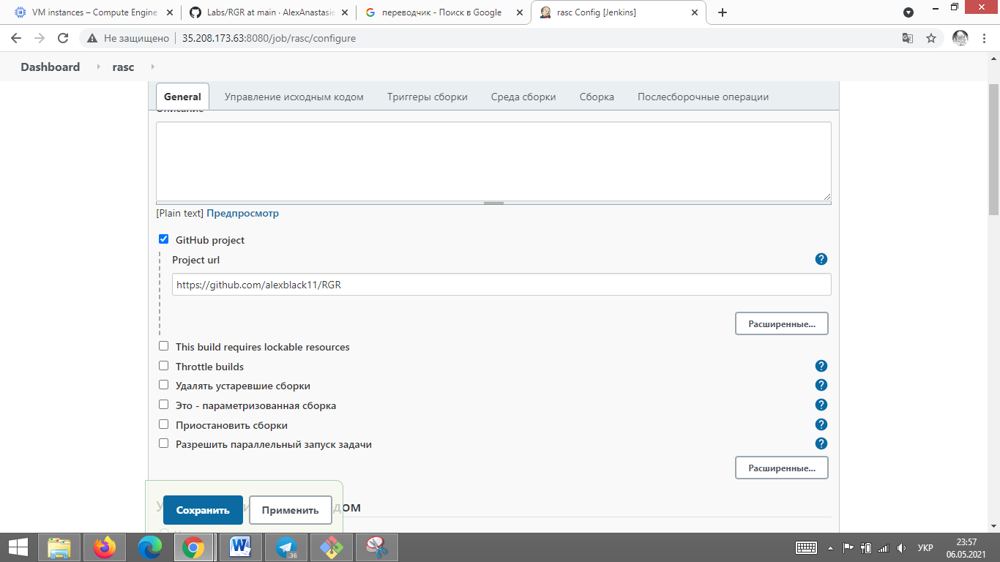 VM instances – Compute Engine
Labs/RGR at main · AlexAnastasie
переводчик - Поиск в Google
rasc Config [Jenkins]
Не защищено
35.208.173.63:8080/job/rasc/configure
Dashboard
rasc
General
Управление исходным кодом
Триггеры сборки
Среда сборки
Сборка
Послесборочные операции
Описание
[Plain text] Предпросмотр
GitHub project
Project url
https://github.com/alexblack11/RGR
Расширенные...
This build requires lockable resources
Throttle builds
Удалять устаревшие сборки
Это - параметризованная сборка
Приостановить сборки
Разрешить параллельный запуск задачи
Расширенные...
Сохранить
Применить
.36
УКР
23:57
06.05.2021